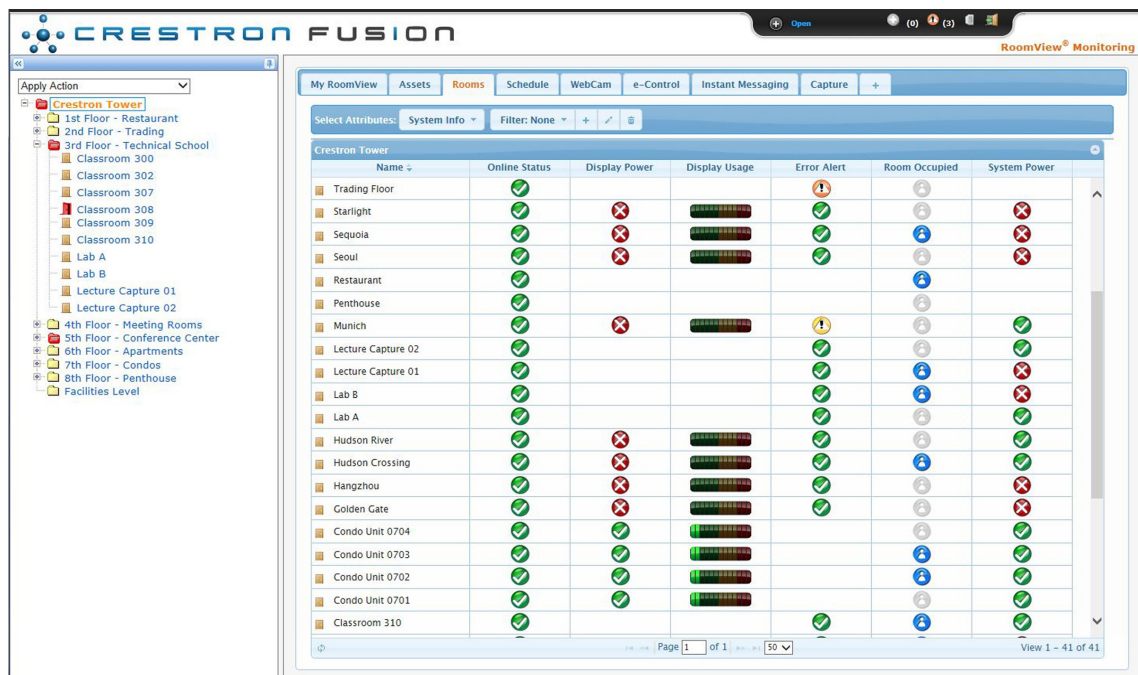 CRESTRON FUSION
Open
(0)
(3)
RoomView® Monitoring
Apply Action
Crestron Tower
1st Floor - Restaurant
2nd Floor - Trading
3rd Floor - Technical School
Classroom 300
Classroom 302
Classroom 307
Classroom 308
Classroom 309
Classroom 310
Lab A
Lab B
Lecture Capture 01
Lecture Capture 02
4th Floor - Meeting Rooms
5th Floor - Conference Center
6th Floor - Apartments
7th Floor - Condos
8th Floor - Penthouse
Facilities Level
My RoomView Assets Rooms Schedule WebCam e-Control Instant Messaging Capture +
Select Attributes: System Info Filter: None +
Crestron Tower
Name Online Status Display Power Display Usage Error Alert Room Occupied System Power
Trading Floor
Starlight
Sequoia
Seoul
Restaurant
Penthouse
Munich
Lecture Capture 02
Lecture Capture 01
Lab B
Lab A
Hudson River
Hudson Crossing
Hangzhou
Golden Gate
Condo Unit 0704
Condo Unit 0703
Condo Unit 0702
Condo Unit 0701
Classroom 310
Page 1 of 1 50 View 1 - 41 of 41